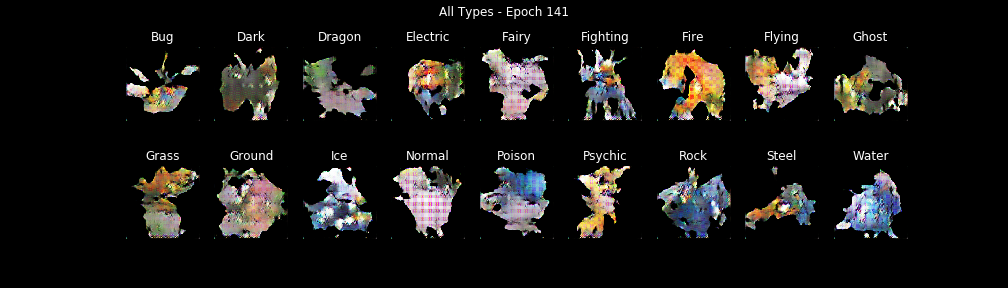 All Types - Epoch 141
Bug Dark Dragon Electric Fairy Fighting Fire Flying Ghost
Grass Ground Ice Normal Poison Psychic Rock Steel Water